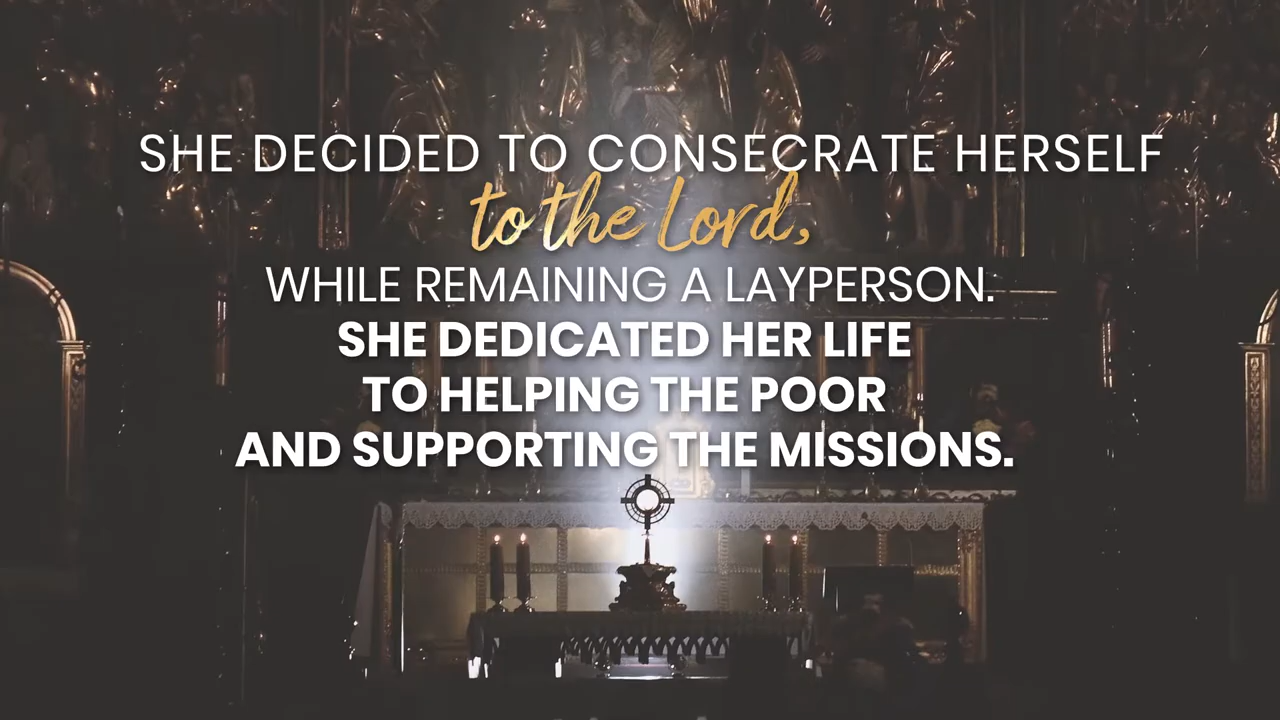 SHE DECIDED TO CONSECRATE HERSELF
to the Lord,
WHILE REMAINING A LAYPERSON.
SHE DEDICATED HER LIFE
TO HELPING THE POOR
AND SUPPORTING THE MISSIONS.